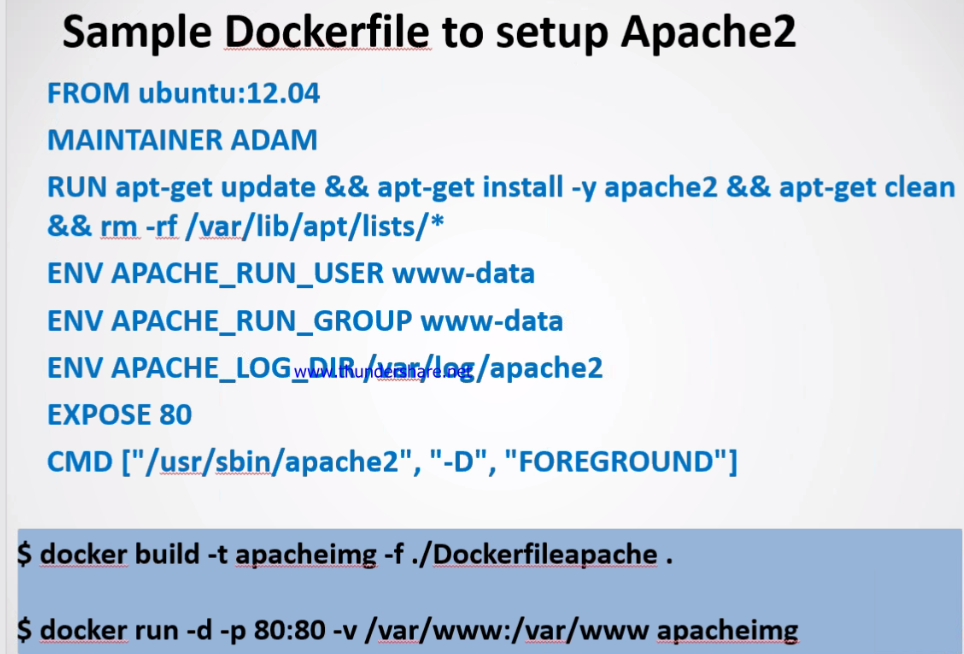 Sample Dockerfile to setup Apache2
FROM ubuntu:12.04
MAINTAINER ADAM
RUN apt-get update && apt-get install -y apache2 && apt-get clean
&& rm -rf /var/lib/apt/lists/*
ENV APACHE_RUN_USER www-data
ENV APACHE_RUN_GROUP www-data
ENV APACHE_LOG_DIR /var/log/apache2
www.thundershare.net
EXPOSE 80
CMD ["/usr/sbin/apache2", "-D", "FOREGROUND"]
$ docker build -t apacheimg -f ./Dockerfileapache .
$ docker run -d -p 80:80 -v /var/www:/var/www apacheimg